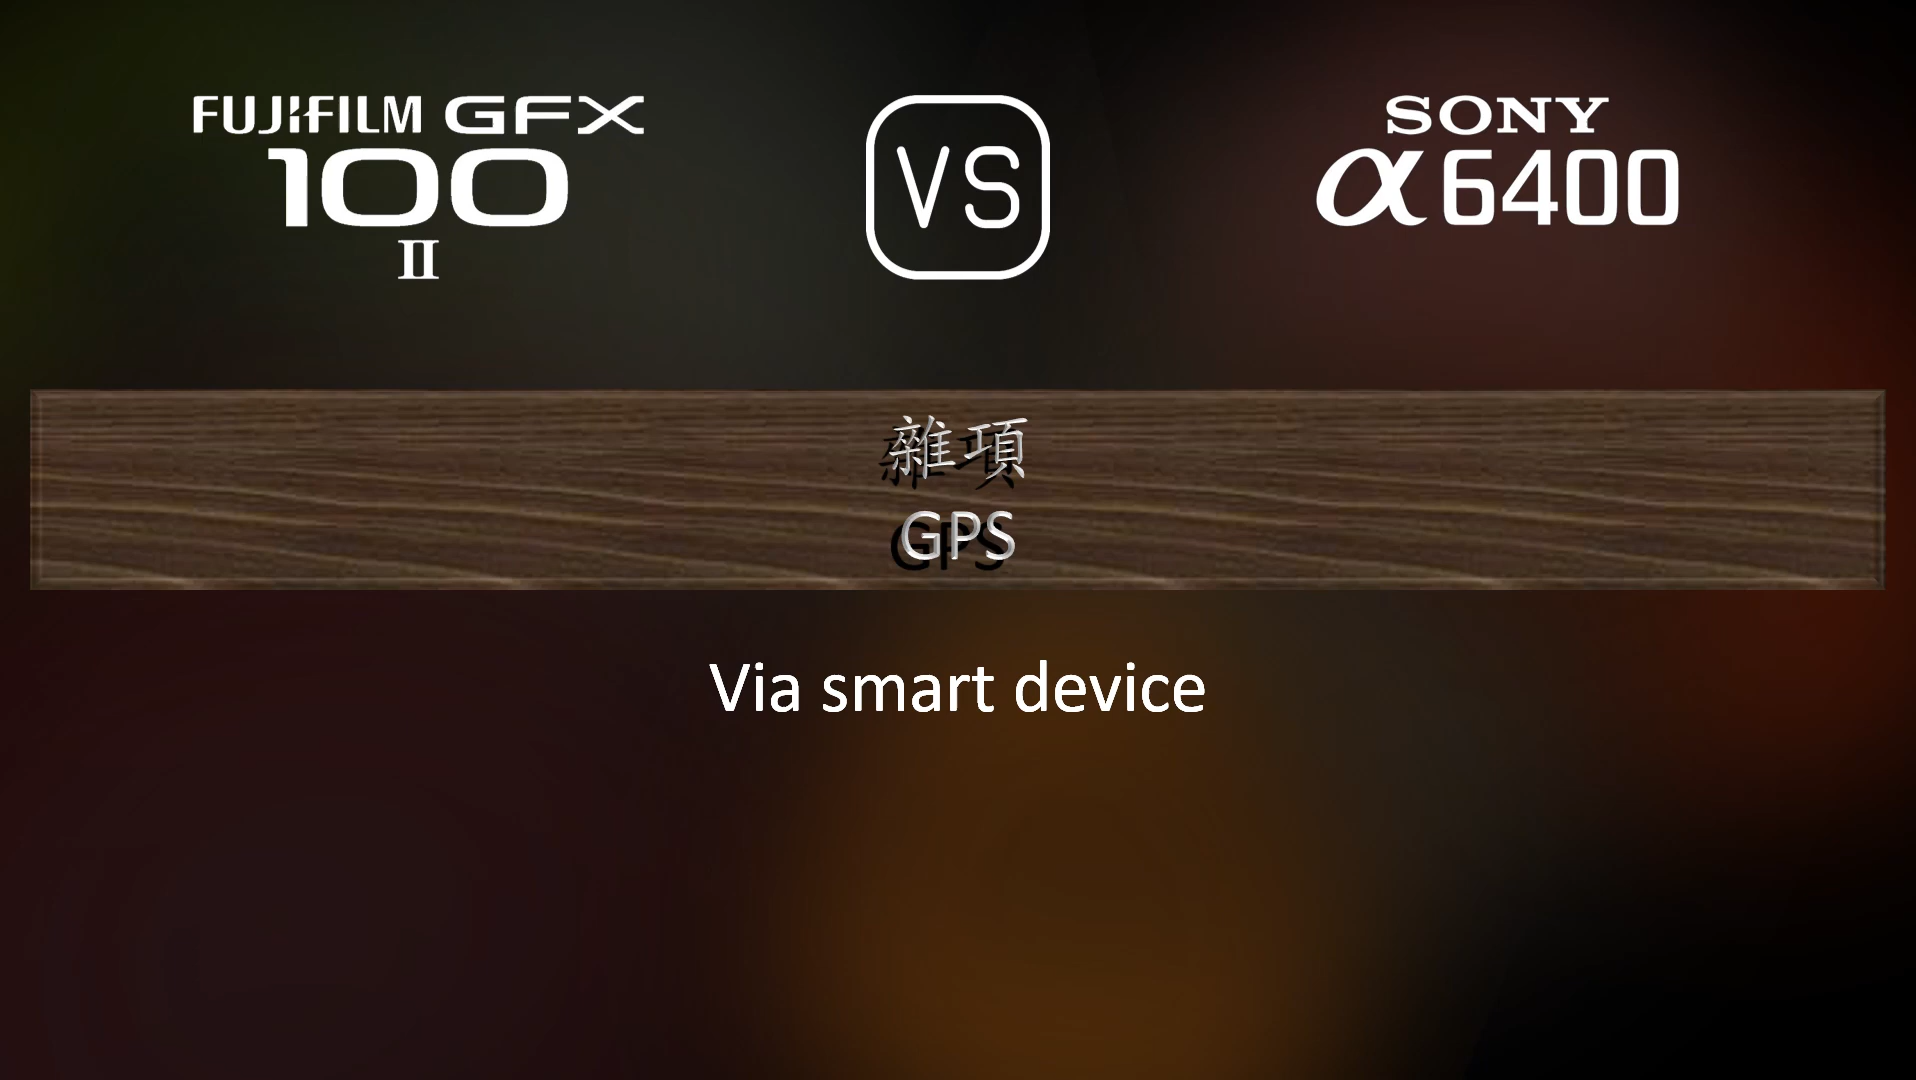 FUJIFILM GFX
100
II
VS
SONY
α6400
雜項
GPS
Via smart device